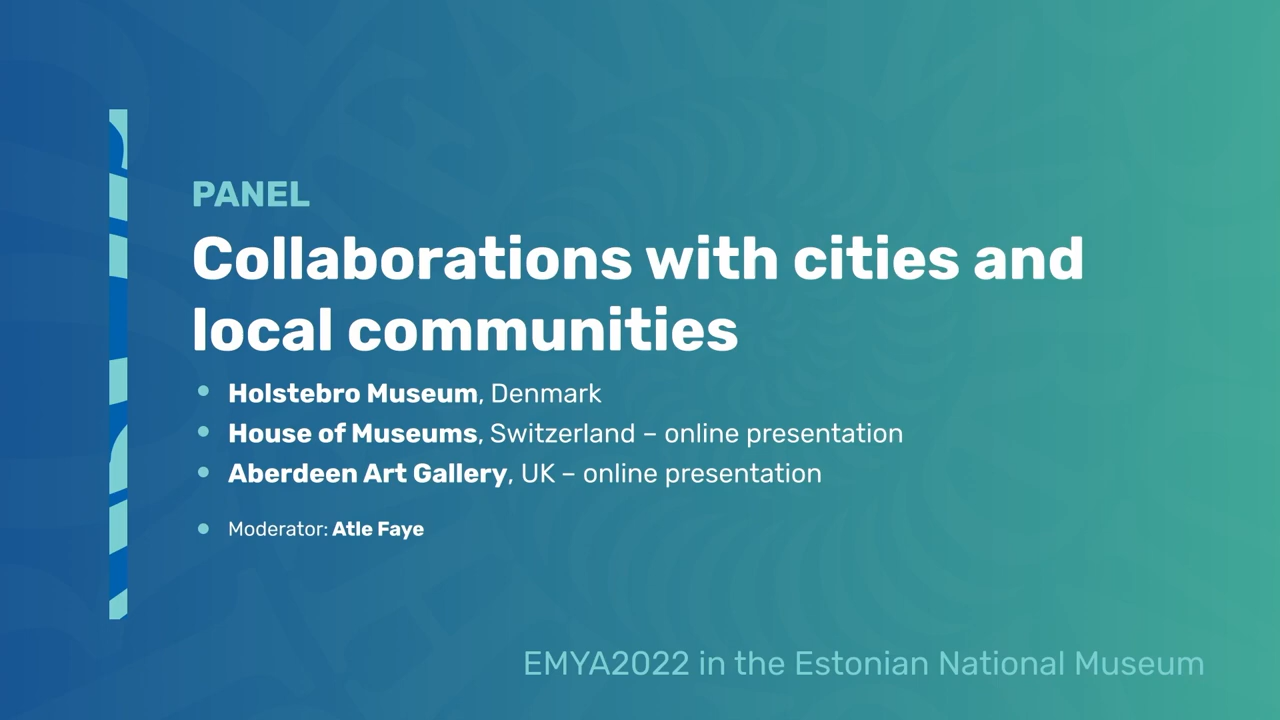 PANEL
Collaborations with cities and
local communities
• Holstebro Museum, Denmark
• House of Museums, Switzerland – online presentation
• Aberdeen Art Gallery, UK – online presentation
• Moderator: Atle Faye
EMYA2022 in the Estonian National Museum